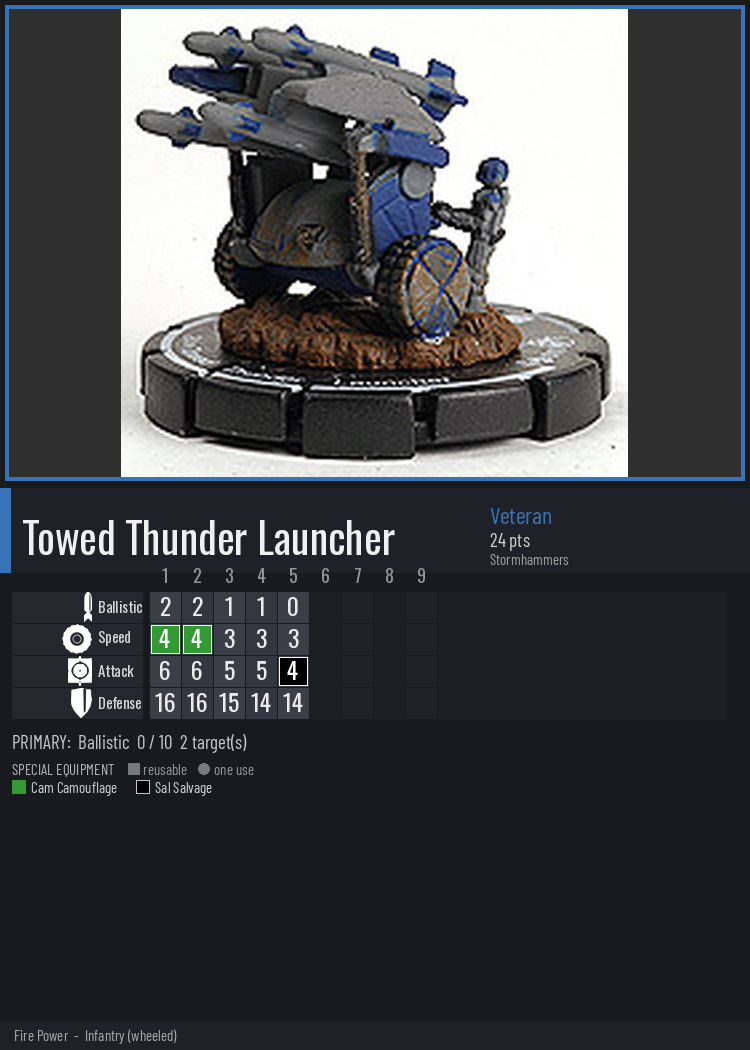 Launcher
Towed Thunder Launcher
Veteran
24 pts
Stormhammers
1 2 3 4 5 6 7 8 9
Ballistic 2 2 1 1 0
Speed 4 4 3 3 3
Attack 6 6 5 5 4
Defense 16 16 15 14 14
PRIMARY: Ballistic 0 / 10 2 target(s)
SPECIAL EQUIPMENT reusable one use
Cam Camouflage Sal Salvage
Fire Power - Infantry (wheeled)